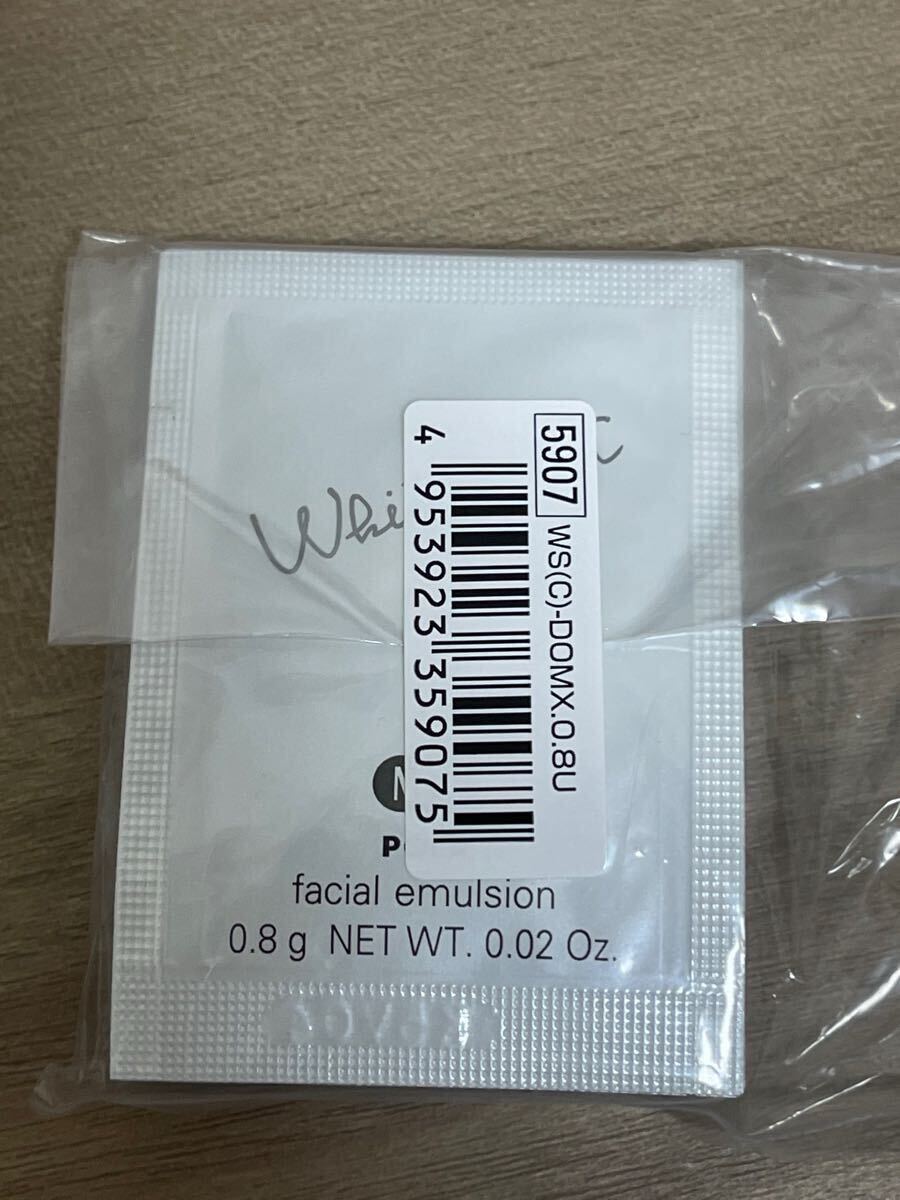 5907 WS(C)-DOMX.0.8U
4 953923 359075
facial emulsion
0.8 g NET WT. 0.02 Oz.